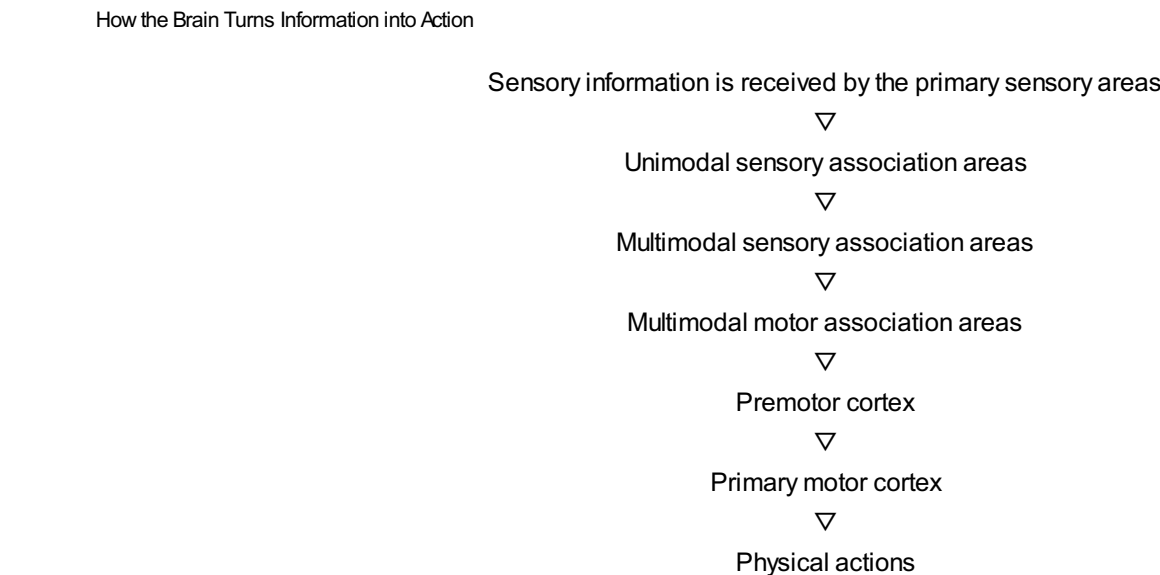 How the Brain Turns Information into Action
Sensory information is received by the primary sensory areas
▽
Unimodal sensory association areas
▽
Multimodal sensory association areas
▽
Multimodal motor association areas
▽
Premotor cortex
▽
Primary motor cortex
▽
Physical actions